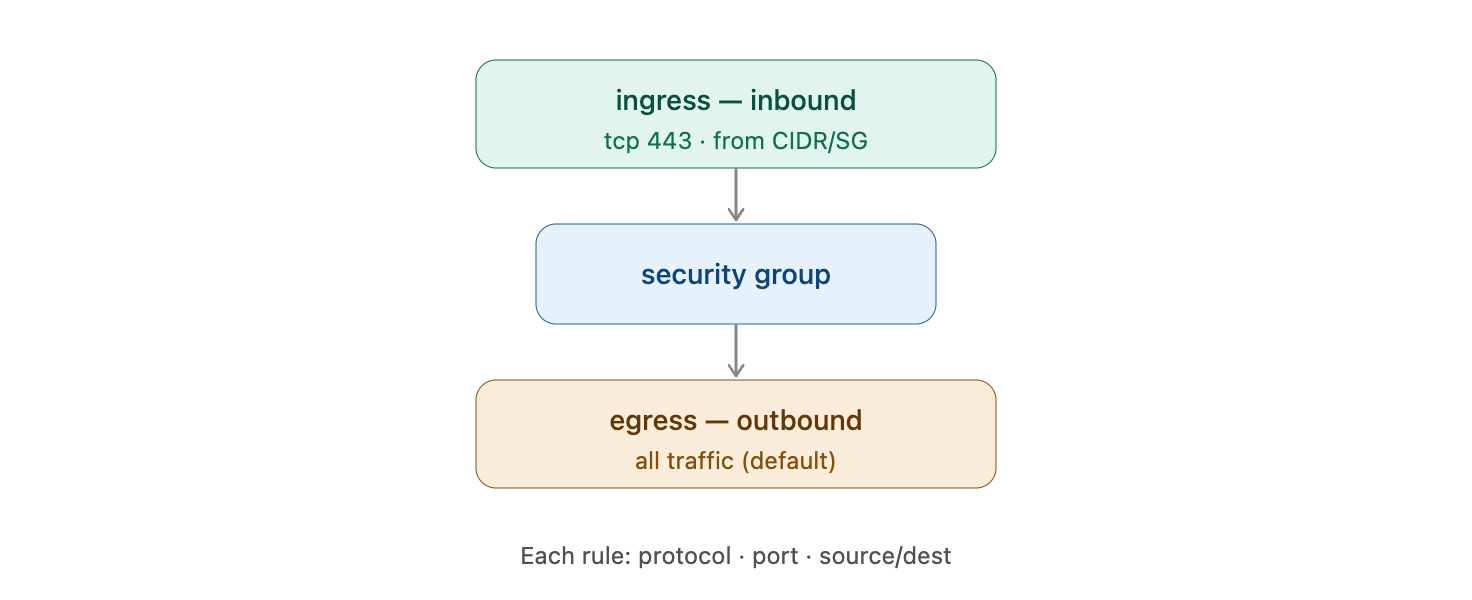 ingress — inbound
tcp 443 · from CIDR/SG
security group
egress — outbound
all traffic (default)
Each rule: protocol · port · source/dest